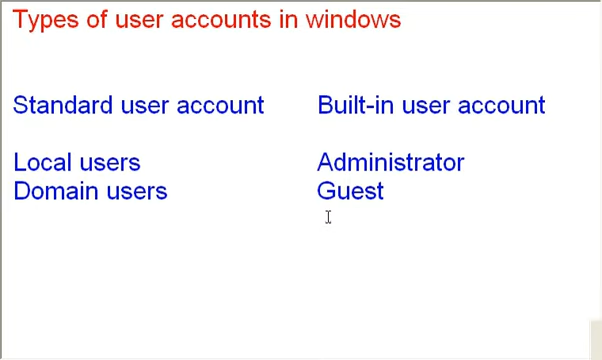 Types of user accounts in windows
Standard user account Built-in user account
Local users Administrator
Domain users Guest